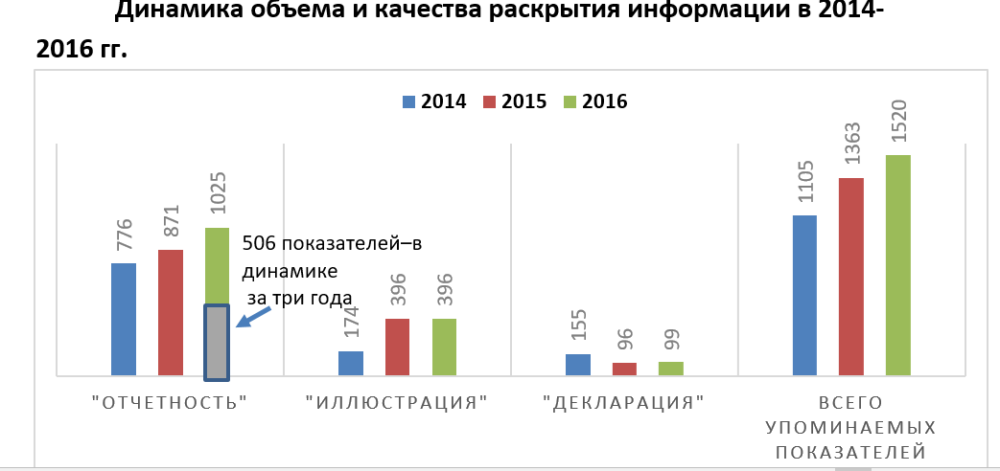 Динамика объема и качества раскрытия информации в 2014-
2016 гг.
2014 2015 2016
776
871
1025
506 показателей–в
динамике
за три года
174
396
396
155
96
99
1105
1363
1520
"ОТЧЕТНОСТЬ"
"ИЛЛЮСТРАЦИЯ"
"ДЕКЛАРАЦИЯ"
ВСЕГО
УПОМИНАЕМЫХ
ПОКАЗАТЕЛЕЙ